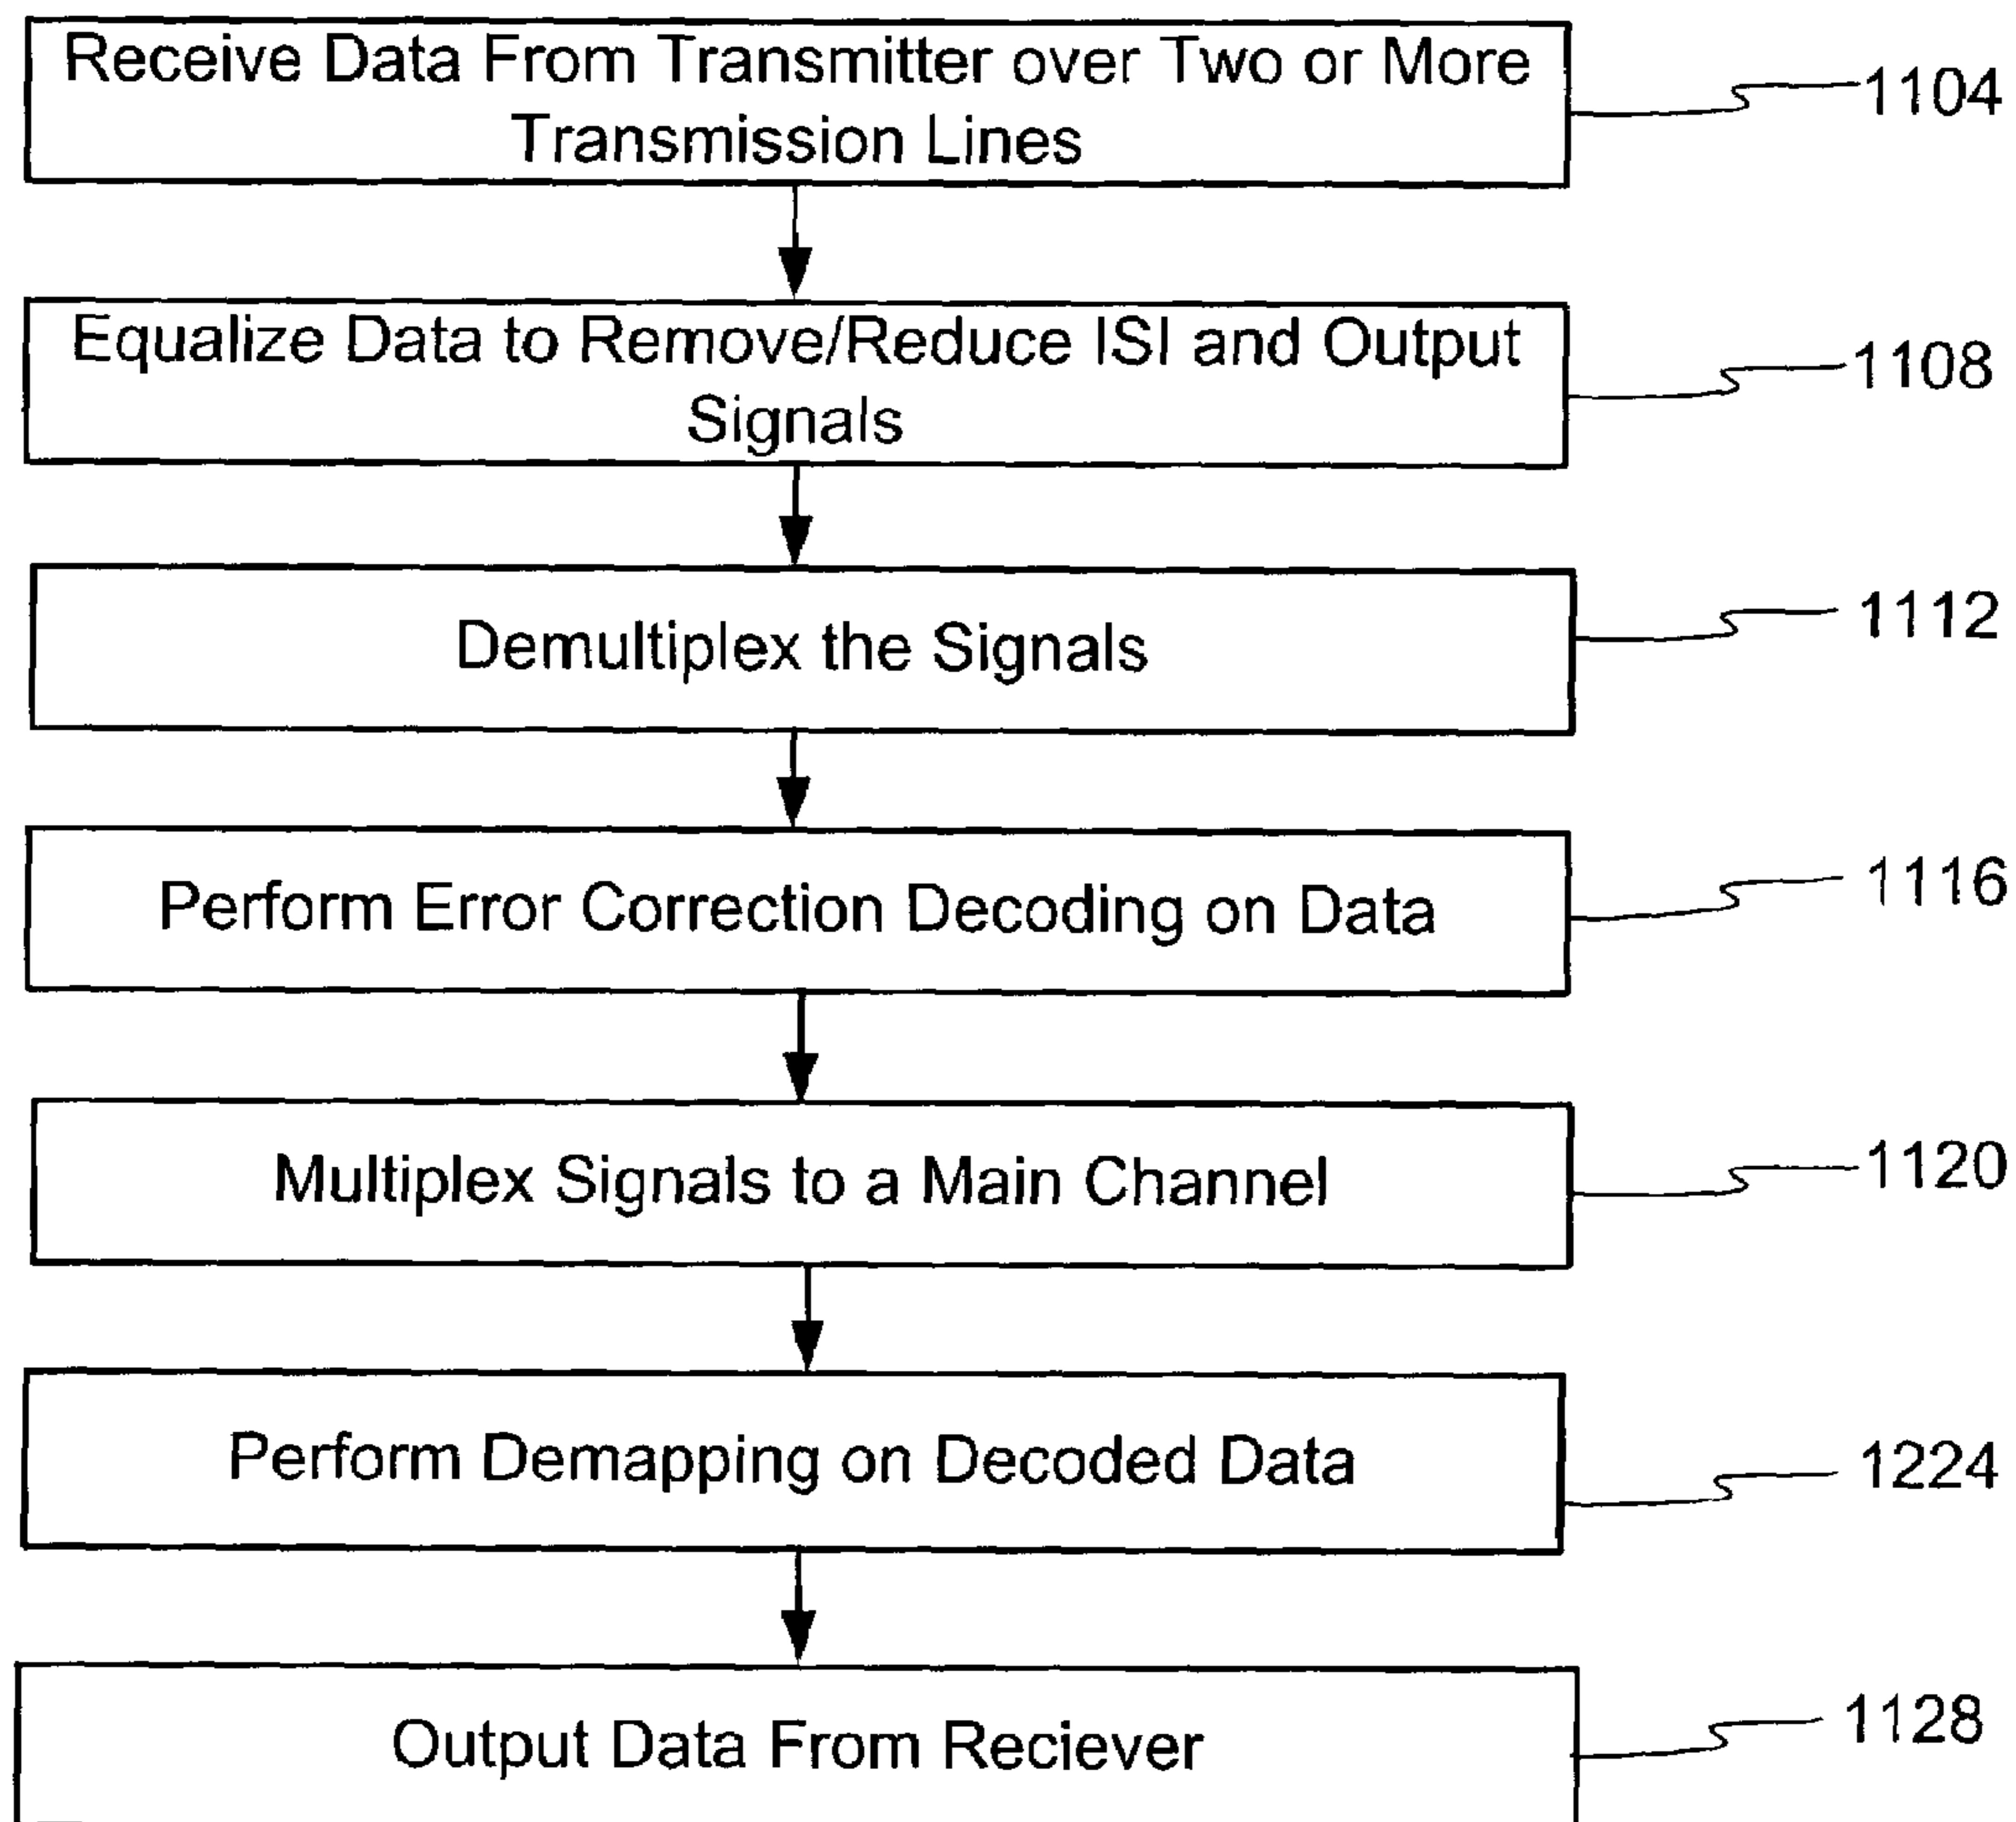 Receive Data From Transmitter over Two or More
Transmission Lines
1104
Equalize Data to Remove/Reduce ISI and Output
Signals
1108
Demultiplex the Signals
1112
Perform Error Correction Decoding on Data
1116
Multiplex Signals to a Main Channel
1120
Perform Demapping on Decoded Data
1224
Output Data From Reciever
1128